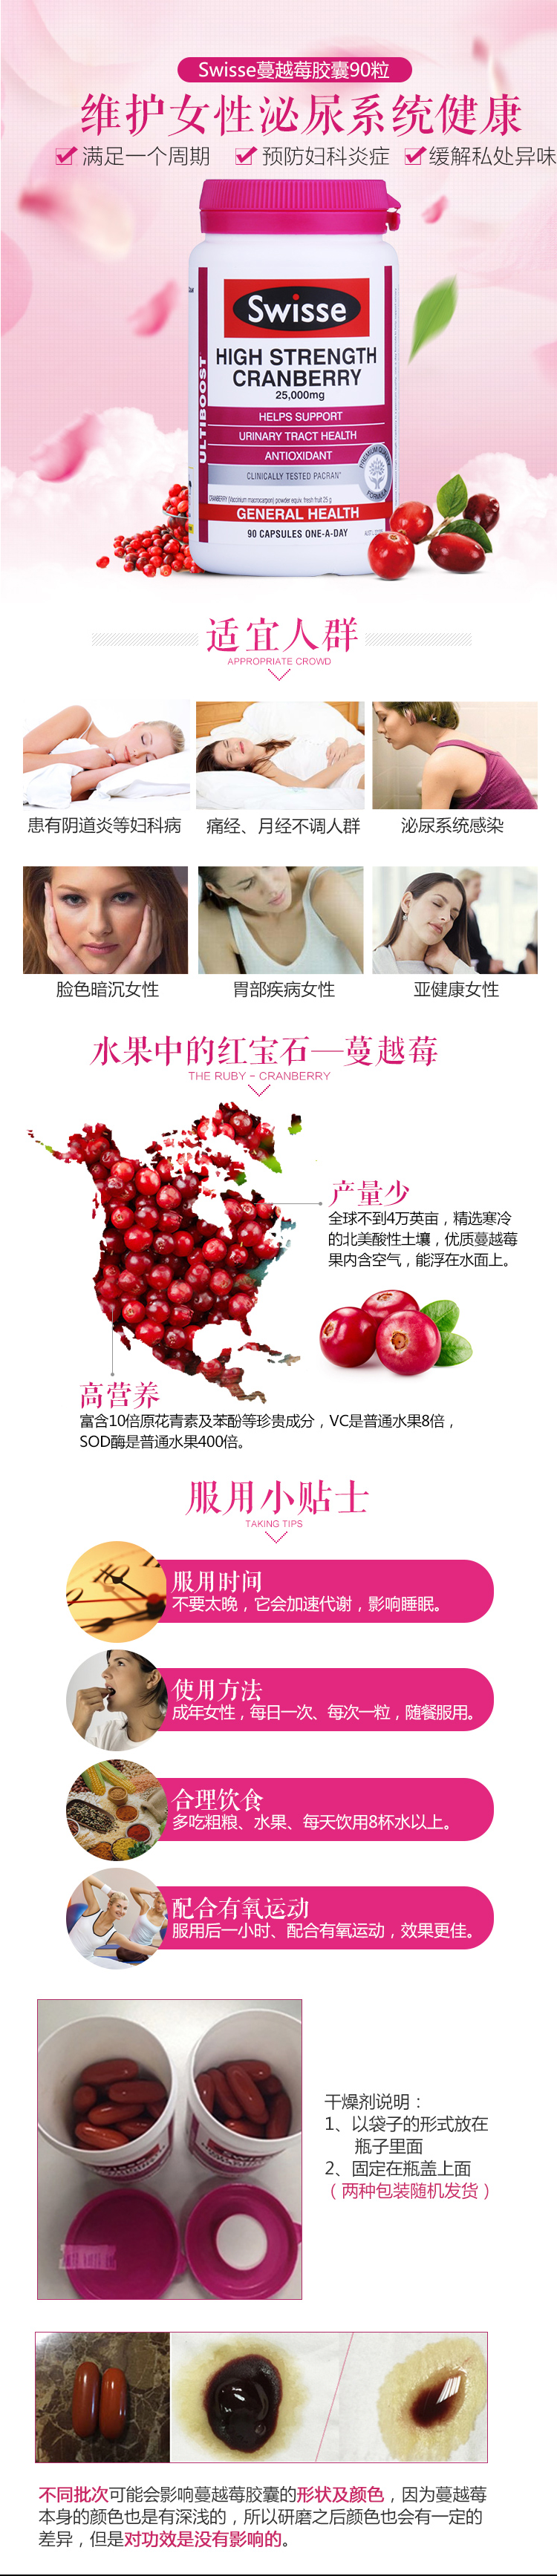 Swisse蔓越莓胶囊90粒
维护女性泌尿系统健康
满足一个周期 预防妇科炎症 缓解私处异味
Swisse
ULTIBOOST
HIGH STRENGTH
CRANBERRY
25,000mg
HELPS SUPPORT
URINARY TRACT HEALTH
ANTIOXIDANT
CLINICALLY TESTED PACRAN
PREMIUM QUALITY FORMULA
CRANBERRY (Vaccinium macrocarpon) powder equiv. fresh fruit 25 g
GENERAL HEALTH
90 CAPSULES ONE-A-DAY
适宜人群
APPROPRIATE CROWD
患有阴道炎等妇科病 痛经、月经不调人群 泌尿系统感染
脸色暗沉女性 胃部疾病女性 亚健康女性
水果中的红宝石—蔓越莓
THE RUBY - CRANBERRY
产量少
全球不到4万英亩，精选寒冷
的北美酸性土壤，优质蔓越莓
果内含空气，能浮在水面上。
高营养
富含10倍原花青素及苯酚等珍贵成分，VC是普通水果8倍，
SOD酶是普通水果400倍。
服用小贴士
TAKING TIPS
服用时间
不要太晚，它会加速代谢，影响睡眠。
使用方法
成年女性，每日一次、每次一粒，随餐服用。
合理饮食
多吃粗粮、水果、每天饮用8杯水以上。
配合有氧运动
服用后一小时、配合有氧运动，效果更佳。
干燥剂说明：
1、以袋子的形式放在
瓶子里面
2、固定在瓶盖上面
（两种包装随机发货）
不同批次可能会影响蔓越莓胶囊的形状及颜色，因为蔓越莓
本身的颜色也是有深浅的，所以研磨之后颜色也会有一定的
差异，但是对功效是没有影响的。